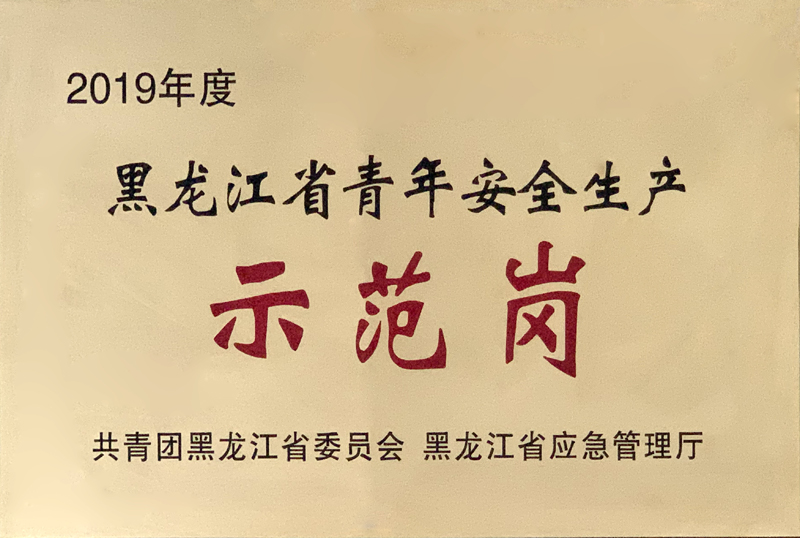 2019年度
黑龙江省青年安全生产
示范岗
共青团黑龙江省委员会 黑龙江省应急管理厅